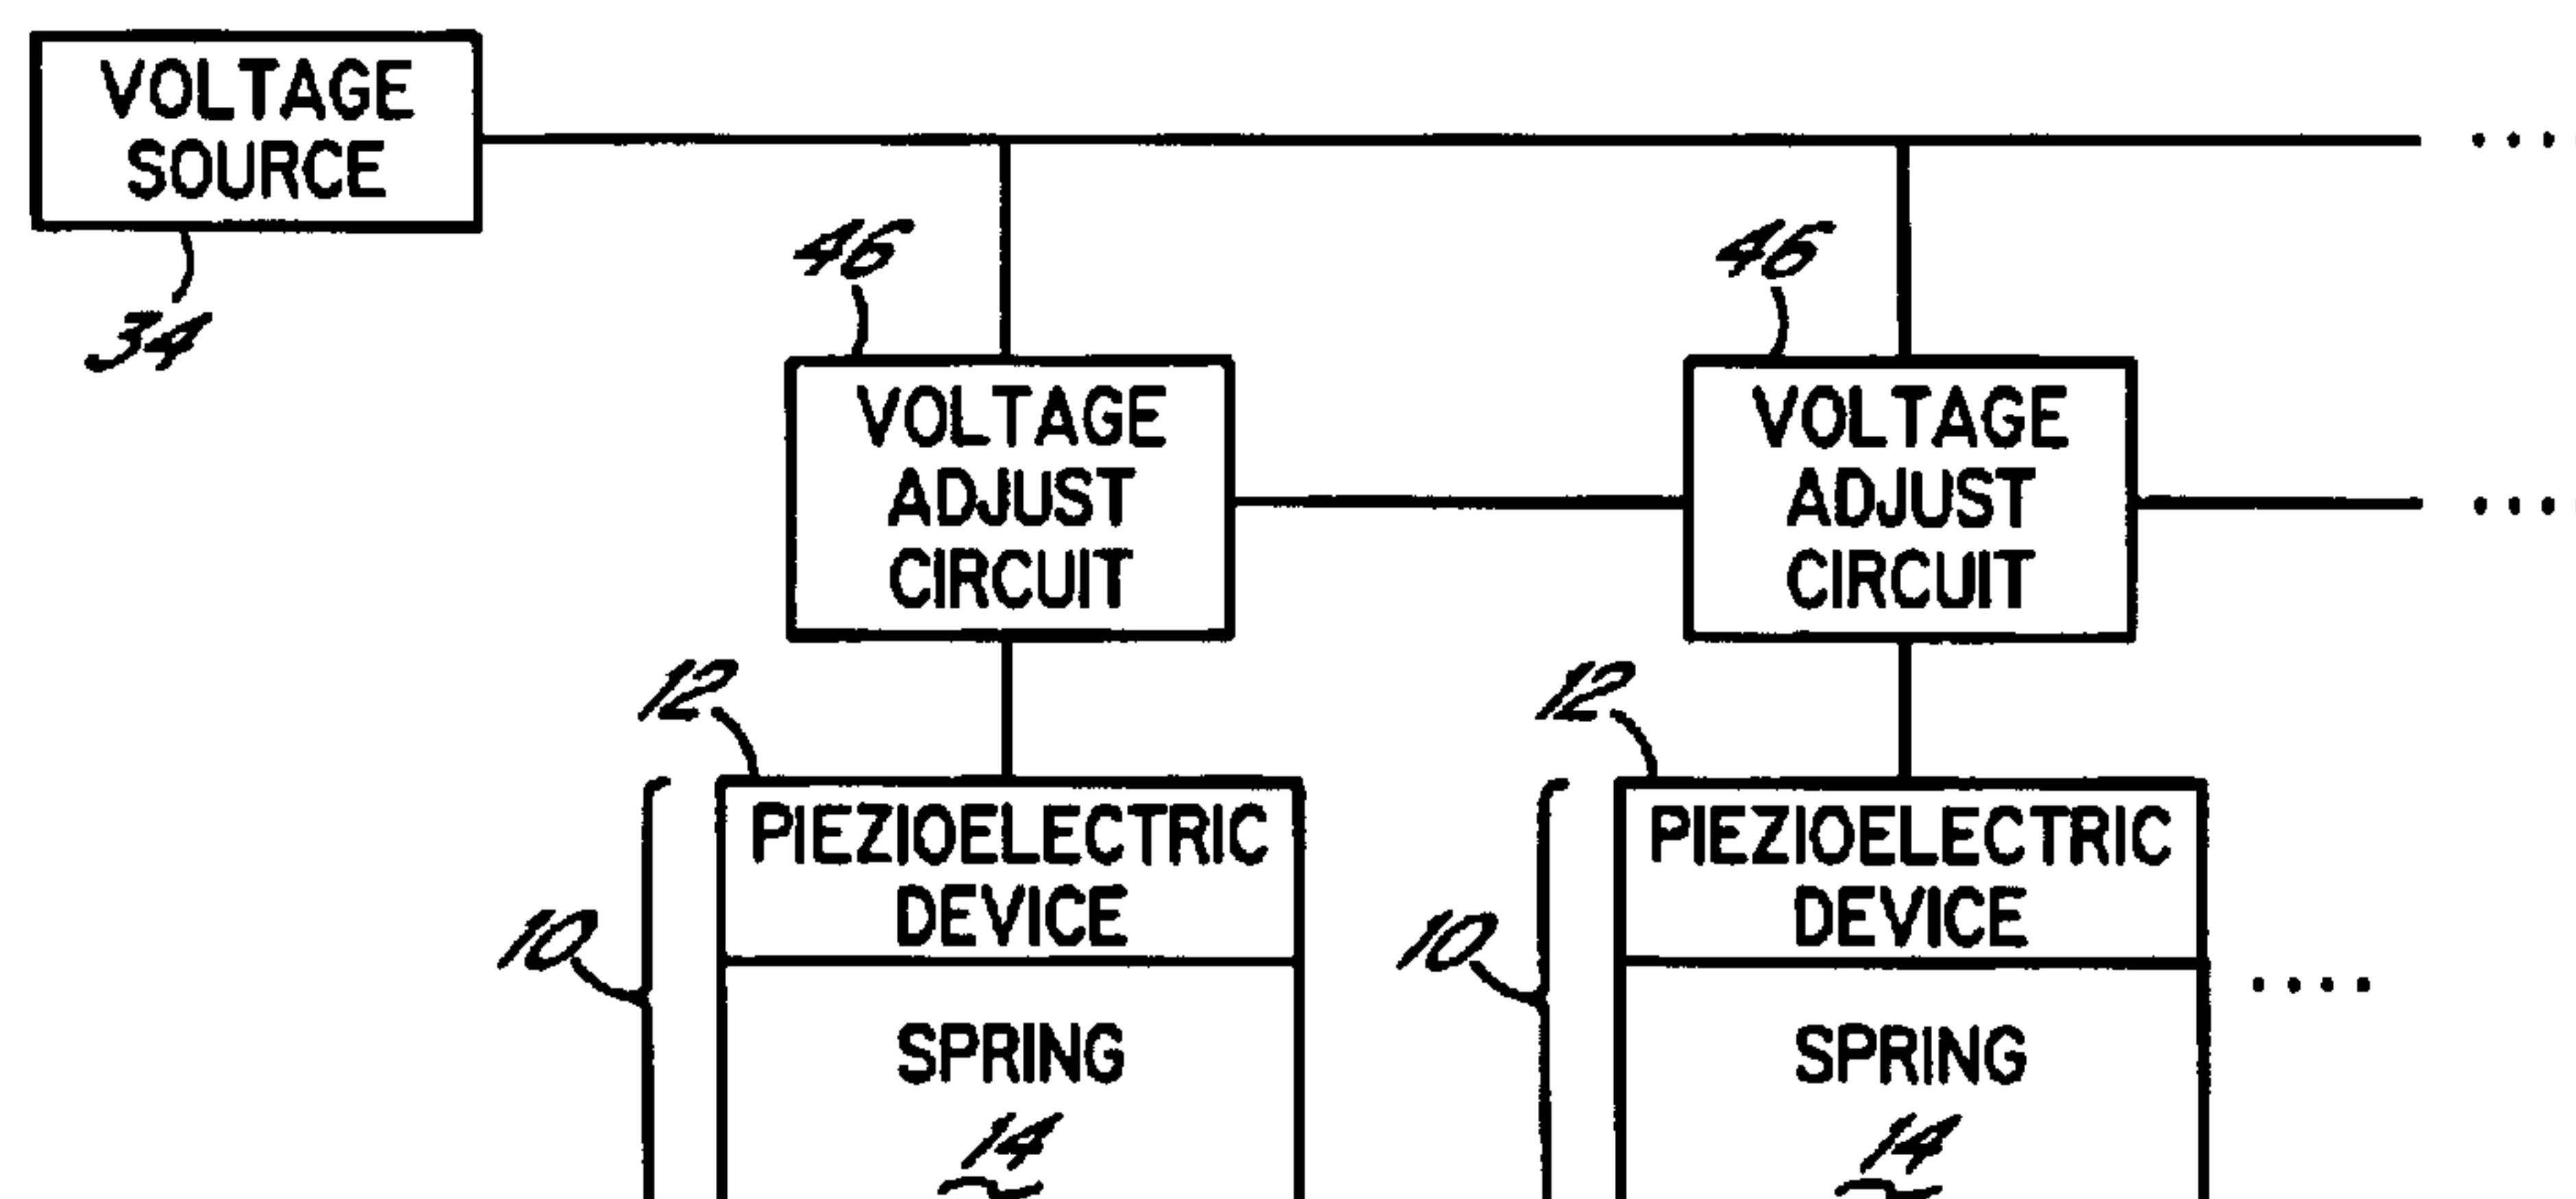 VOLTAGE
SOURCE
34
46
46
VOLTAGE
ADJUST
CIRCUIT
VOLTAGE
ADJUST
CIRCUIT
12
12
PIEZIOELECTRIC
DEVICE
PIEZIOELECTRIC
DEVICE
10
10
SPRING
SPRING
14
14